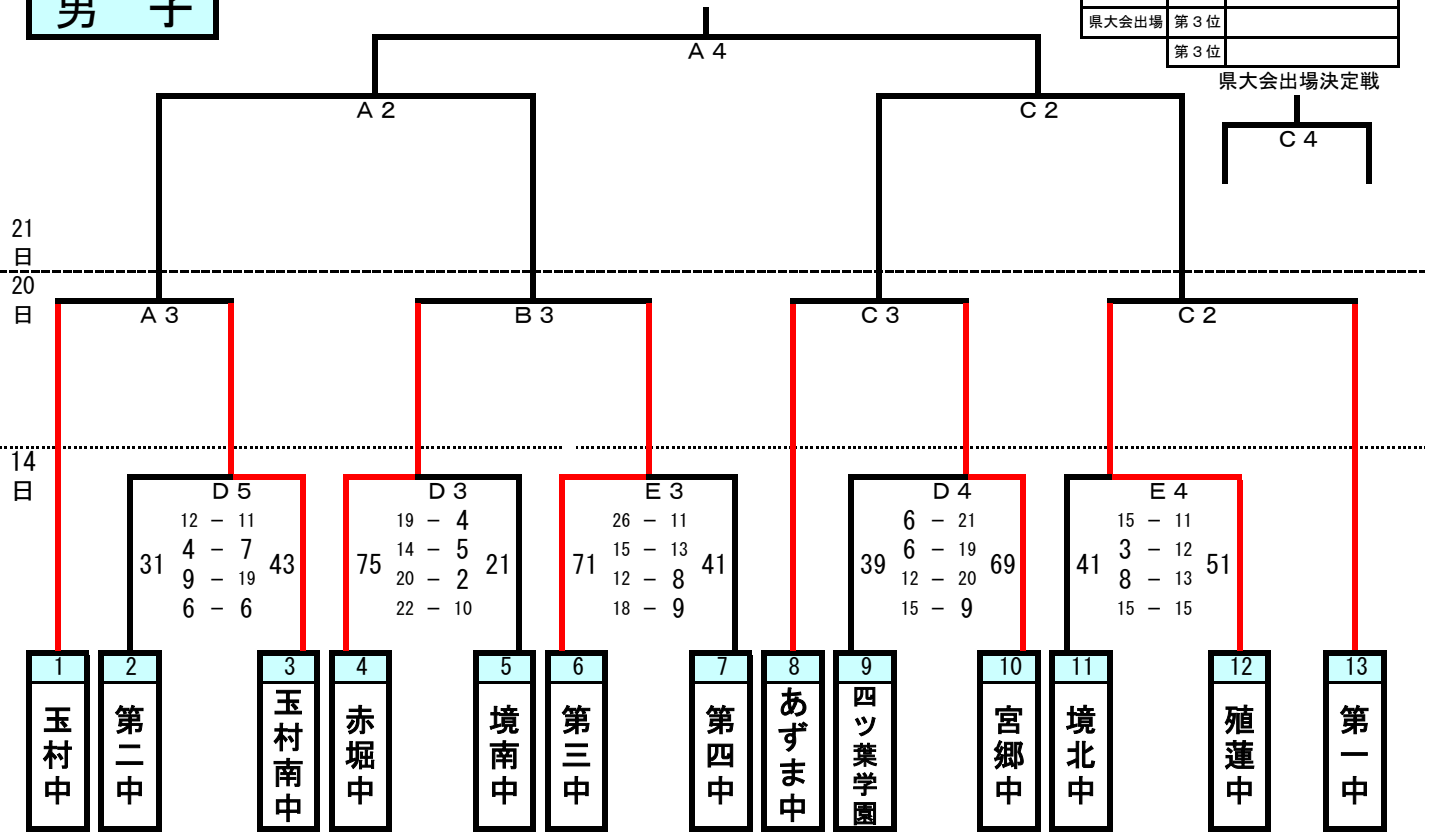 男 子
県大会出場 第３位
第３位
県大会出場決定戦
Ａ４
Ａ２
Ｃ２
Ｃ４
21
日
20
日
Ａ３
Ｂ３
Ｃ３
Ｃ２
14
日
Ｄ５
12 － 11
4 － 7
9 － 19
6 － 6
31
43
Ｄ３
19 － 4
14 － 5
20 － 2
22 － 10
75
21
Ｅ３
26 － 11
15 － 13
12 － 8
18 － 9
71
41
Ｄ４
6 － 21
6 － 19
12 － 20
15 － 9
39
69
Ｅ４
15 － 11
3 － 12
8 － 13
15 － 15
41
51
1
玉村中
2
第二中
3
玉村南中
4
赤堀中
5
境南中
6
第三中
7
第四中
8
あずま中
9
四ツ葉学園
10
宮郷中
11
境北中
12
殖蓮中
13
第一中